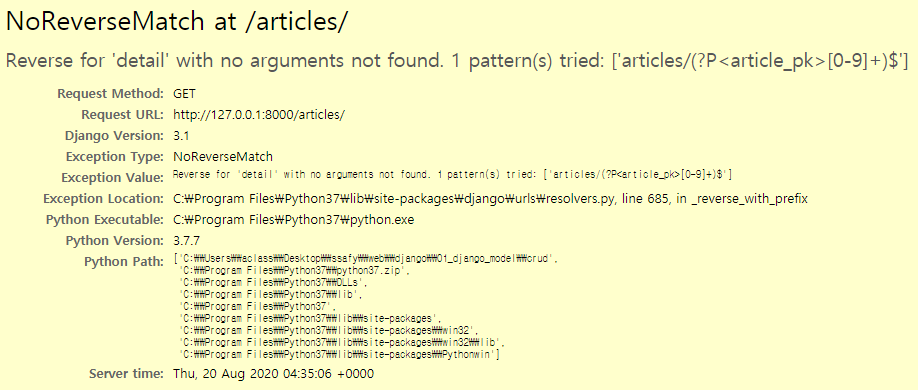 NoReverseMatch at /articles/
Reverse for 'detail' with no arguments not found. 1 pattern(s) tried: ['articles/(?P<article_pk>[0-9]+)$']
Request Method: GET
Request URL: http://127.0.0.1:8000/articles/
Django Version: 3.1
Exception Type: NoReverseMatch
Exception Value: Reverse for 'detail' with no arguments not found. 1 pattern(s) tried: ['articles/(?P<article_pk>[0-9]+)$']
Exception Location: C:₩Program Files₩Python37₩lib₩site-packages₩django₩urls₩resolvers.py, line 685, in _reverse_with_prefix
Python Executable: C:₩Program Files₩Python37₩python.exe
Python Version: 3.7.7
Python Path: ['C:₩₩Users₩₩aclass₩₩Desktop₩₩ssafy₩₩web₩₩django₩₩01_django_model₩₩crud',
'C:₩₩Program Files₩₩Python37₩₩python37.zip',
'C:₩₩Program Files₩₩Python37₩₩DLLs',
'C:₩₩Program Files₩₩Python37₩₩lib',
'C:₩₩Program Files₩₩Python37',
'C:₩₩Program Files₩₩Python37₩₩lib₩₩site-packages',
'C:₩₩Program Files₩₩Python37₩₩lib₩₩site-packages₩₩win32',
'C:₩₩Program Files₩₩Python37₩₩lib₩₩site-packages₩₩win32₩₩lib',
'C:₩₩Program Files₩₩Python37₩₩lib₩₩site-packages₩₩Pythonwin']
Server time: Thu, 20 Aug 2020 04:35:06 +0000